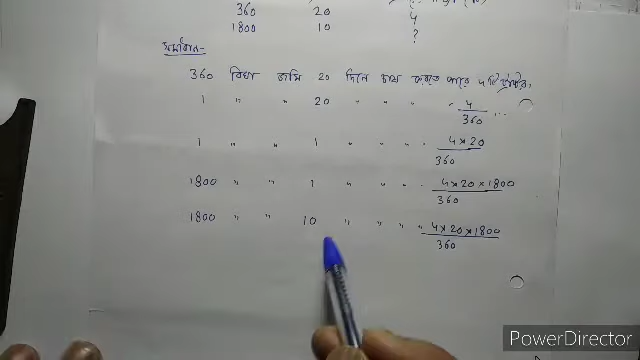 360 20 4
1800 10 ?
সমাধান-
360 বিঘা জমি 20 দিনে চাষ করতে পারে 4 টি ট্রাক্টর,
1 " " 20 " " " " 4/360 ...
1 " " 1 " " " " 4×20/360
1800 " " 1 " " " " 4×20×1800/360
1800 " " 10 " " " " 4×20×1800/360
PowerDirector